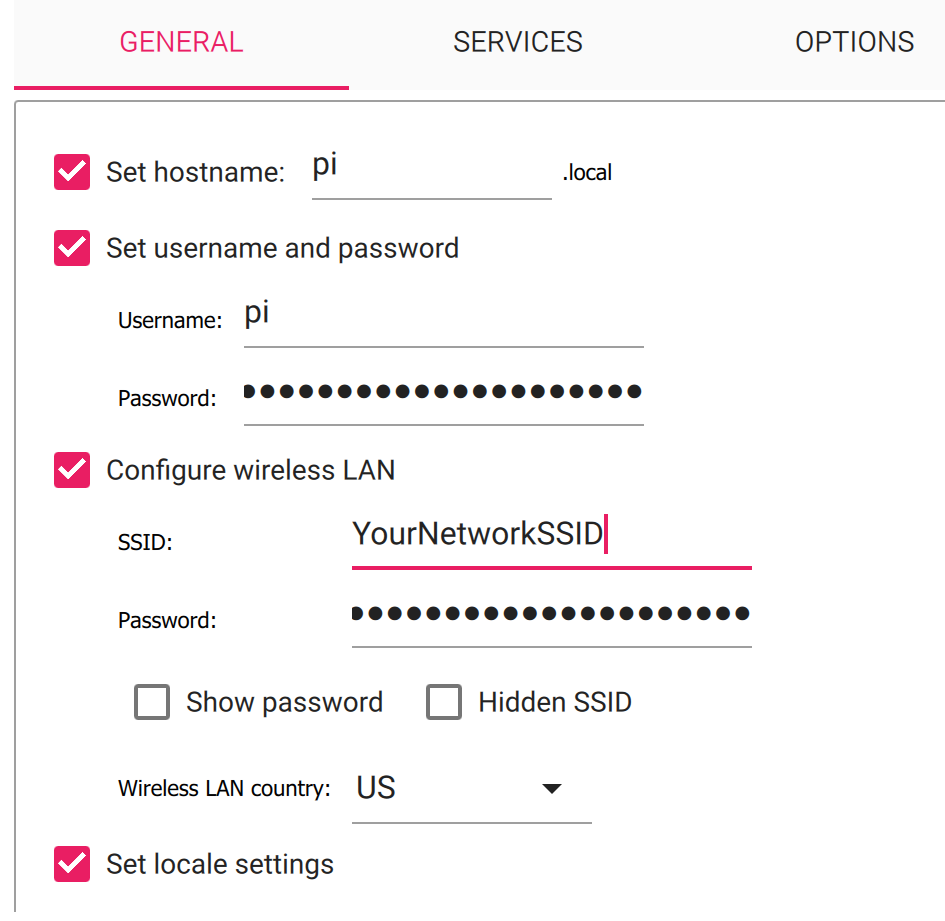 GENERAL SERVICES OPTIONS
Set hostname: pi .local
Set username and password
Username: pi
Password: •••••••••••••••••••••
Configure wireless LAN
SSID: YourNetworkSSID
Password: •••••••••••••••••••••
Show password Hidden SSID
Wireless LAN country: US
Set locale settings